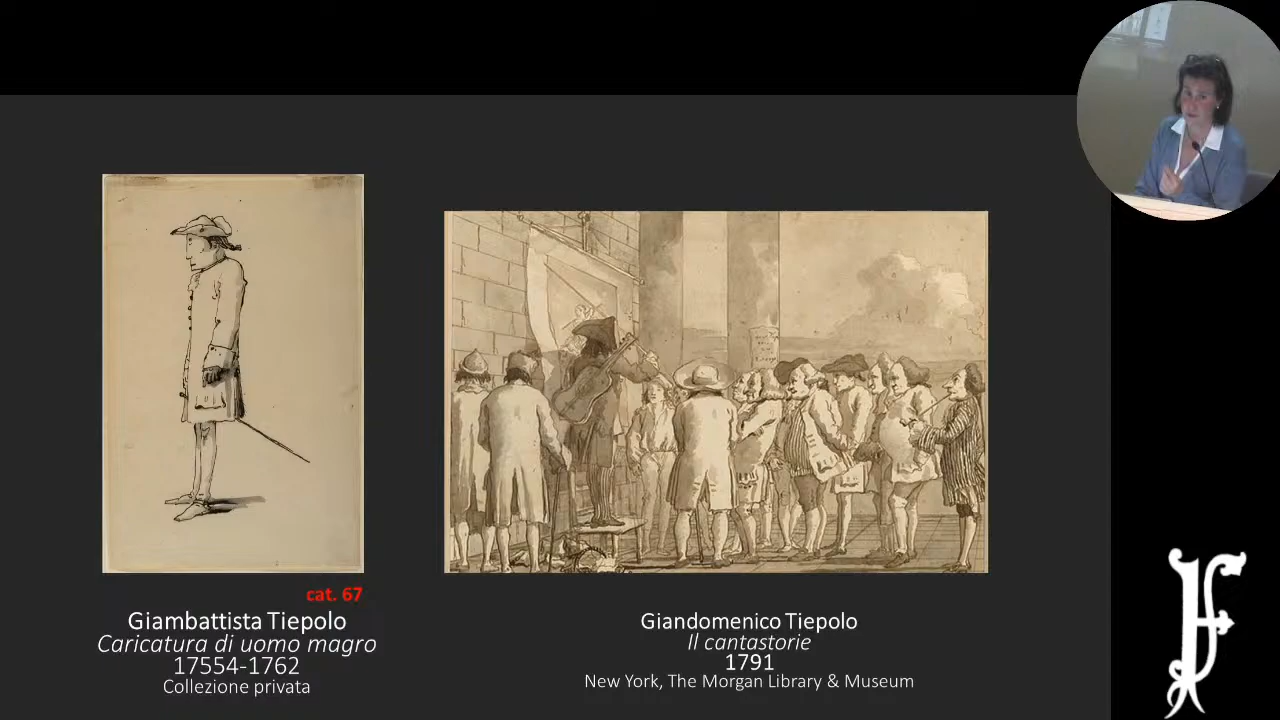 cat. 67
Giambattista Tiepolo
Caricatura di uomo magro
17554-1762
Collezione privata
Giandomenico Tiepolo
Il cantastorie
1791
New York, The Morgan Library & Museum